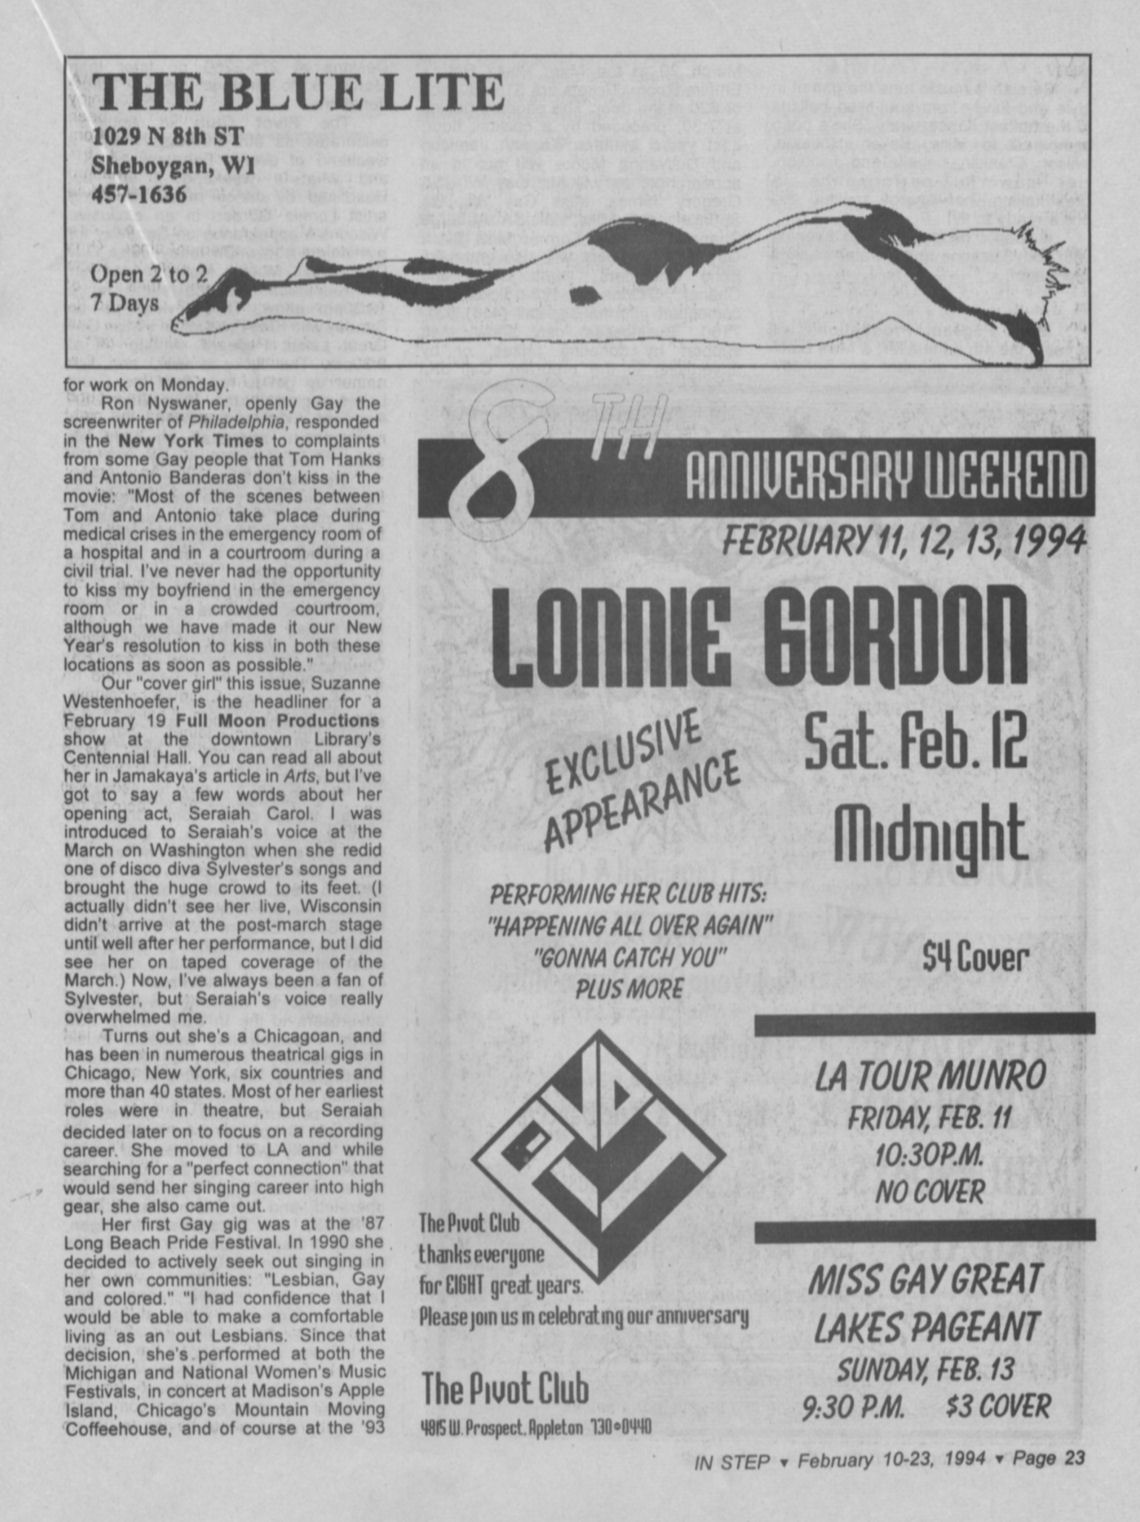 THE BLUE LITE
1029 N 8th ST
Sheboygan, WI
457-1636
Open 2 to 2
7 Days
for work on Monday.
Ron Nyswaner, openly Gay the
screenwriter of Philadelphia, responded
in the New York Times to complaints
from some Gay people that Tom Hanks
and Antonio Banderas don't kiss in the
movie: "Most of the scenes between
Tom and Antonio take place during
medical crises in the emergency room of
a hospital and in a courtroom during a
civil trial. I've never had the opportunity
to kiss my boyfriend in the emergency
room or in a crowded courtroom,
although we have made it our New
Year's resolution to kiss in both these
locations as soon as possible."
Our "cover girl" this issue, Suzanne
Westenhoefer, is the headliner for a
February 19 Full Moon Productions
show at the downtown Library's
Centennial Hall. You can read all about
her in Jamakaya's article in Arts, but I've
got to say a few words about her
opening act, Seraiah Carol. I was
introduced to Seraiah's voice at the
March on Washington when she redid
one of disco diva Sylvester's songs and
brought the huge crowd to its feet. (I
actually didn't see her live, Wisconsin
didn't arrive at the post-march stage
until well after her performance, but I did
see her on taped coverage of the
March.) Now, I've always been a fan of
Sylvester, but Seraiah's voice really
overwhelmed me.
Turns out she's a Chicagoan, and
has been in numerous theatrical gigs in
Chicago, New York, six countries and
more than 40 states. Most of her earliest
roles were in theatre, but Seraiah
decided later on to focus on a recording
career. She moved to LA and while
searching for a "perfect connection" that
would send her singing career into high
gear, she also came out.
Her first Gay gig was at the '87
Long Beach Pride Festival. In 1990 she
decided to actively seek out singing in
her own communities: "Lesbian, Gay
and colored." "I had confidence that I
would be able to make a comfortable
living as an out Lesbians. Since that
decision, she's performed at both the
Michigan and National Women's Music
Festivals, in concert at Madison's Apple
Island, Chicago's Mountain Moving
Coffeehouse, and of course at the '93
8TH
ANNIVERSARY WEEKEND
FEBRUARY 11, 12, 13, 1994
LONNIE GORDON
EXCLUSIVE
APPEARANCE
Sat. Feb. 12
Midnight
PERFORMING HER CLUB HITS:
"HAPPENING ALL OVER AGAIN"
"GONNA CATCH YOU"
PLUS MORE
$4 Cover
LA TOUR MUNRO
FRIDAY, FEB. 11
10:30P.M.
NO COVER
MISS GAY GREAT
LAKES PAGEANT
SUNDAY, FEB. 13
9:30 P.M. $3 COVER
PIVOT
The Pivot Club
thanks everyone
for EIGHT great years.
Please join us in celebrating our anniversary
The Pivot Club
4815 W. Prospect, Appleton 730•0440
IN STEP ▾ February 10-23, 1994 ▾ Page 23